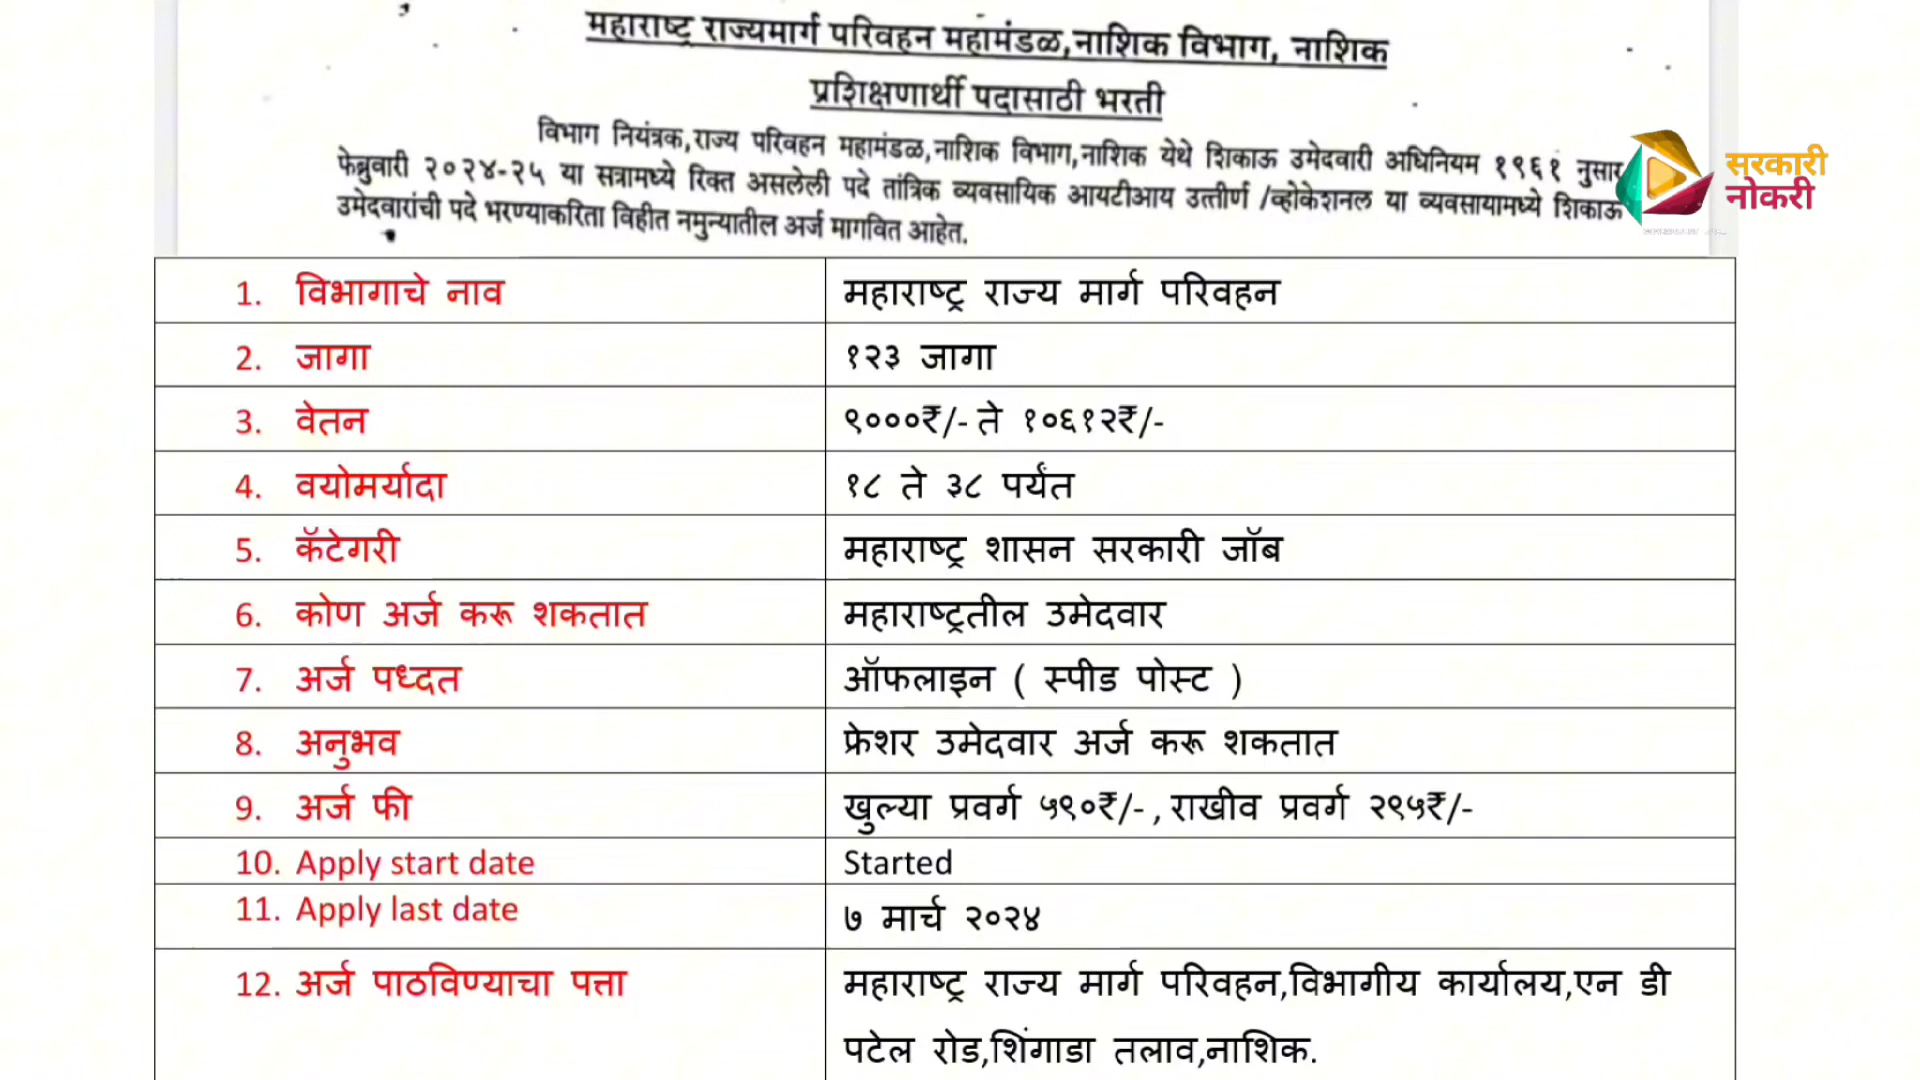 महाराष्ट्र राज्यमार्ग परिवहन महामंडळ,नाशिक विभाग, नाशिक
प्रशिक्षणार्थी पदासाठी भरती
विभाग नियंत्रक,राज्य परिवहन महामंडळ,नाशिक विभाग,नाशिक येथे शिकाऊ उमेदवारी अधिनियम १९६१ नुसार
फेब्रुवारी २०२४-२५ या सत्रामध्ये रिक्त असलेली पदे तांत्रिक व्यवसायिक आयटीआय उत्तीर्ण /व्होकेशनल या व्यवसायामध्ये शिकाऊ
उमेदवारांची पदे भरण्याकरिता विहीत नमुन्यातील अर्ज मागवित आहेत.
सरकारी
नोकरी
1. विभागाचे नाव महाराष्ट्र राज्य मार्ग परिवहन
2. जागा १२३ जागा
3. वेतन ९०००₹/- ते १०६१२₹/-
4. वयोमर्यादा १८ ते ३८ पर्यंत
5. कॅटेगरी महाराष्ट्र शासन सरकारी जॉब
6. कोण अर्ज करू शकतात महाराष्ट्रतील उमेदवार
7. अर्ज पध्दत ऑफलाइन ( स्पीड पोस्ट )
8. अनुभव फ्रेशर उमेदवार अर्ज करू शकतात
9. अर्ज फी खुल्या प्रवर्ग ५९०₹/- ,राखीव प्रवर्ग २९५₹/-
10. Apply start date Started
11. Apply last date ७ मार्च २०२४
12. अर्ज पाठविण्याचा पत्ता महाराष्ट्र राज्य मार्ग परिवहन,विभागीय कार्यालय,एन डी
पटेल रोड,शिंगाडा तलाव,नाशिक.